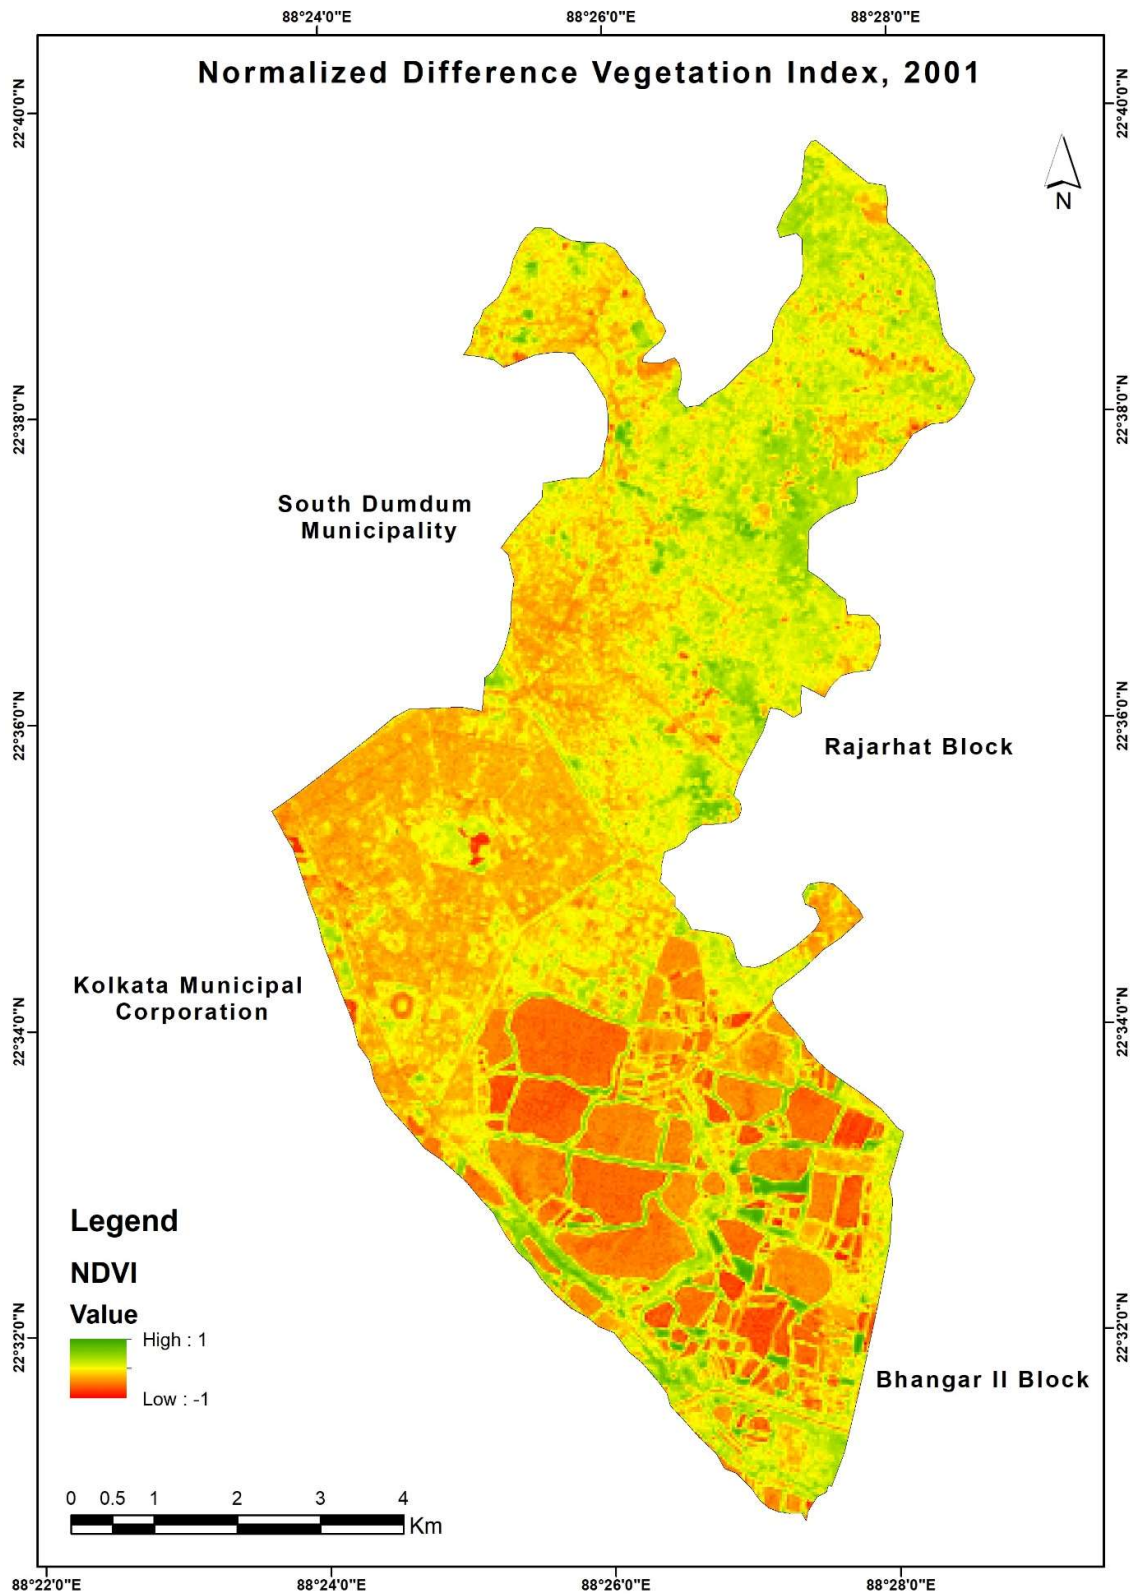 88°24'0"E 88°26'0"E 88°28'0"E
Normalized Difference Vegetation Index, 2001
22°40'0"N 22°40'0"N
N
22°38'0"N 22°38'0"N
South Dumdum
Municipality
22°36'0"N 22°36'0"N
Rajarhat Block
Kolkata Municipal
Corporation
22°34'0"N 22°34'0"N
Legend
NDVI
Value
High : 1
Low : -1
22°32'0"N 22°32'0"N
Bhangar II Block
0 0.5 1 2 3 4
Km
88°22'0"E 88°24'0"E 88°26'0"E 88°28'0"E